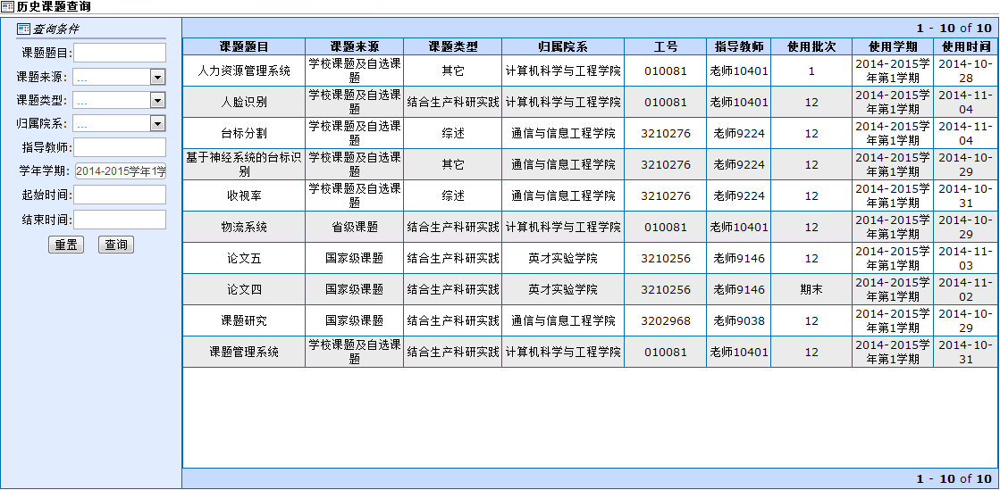 历史课题查询
查询条件
课题题目:
课题来源: ...
课题类型: ...
归属院系: ...
指导教师:
学年学期: 2014-2015学年1学
起始时间:
结束时间:
重置 查询
1 - 10 of 10
课题题目 课题来源 课题类型 归属院系 工号 指导教师 使用批次 使用学期 使用时间
人力资源管理系统 学校课题及自选课题 其它 计算机科学与工程学院 010081 老师10401 1 2014-2015学年第1学期 2014-10-28
人脸识别 学校课题及自选课题 结合生产科研实践 计算机科学与工程学院 010081 老师10401 12 2014-2015学年第1学期 2014-11-04
台标分割 学校课题及自选课题 综述 通信与信息工程学院 3210276 老师9224 12 2014-2015学年第1学期 2014-11-04
基于神经系统的台标识别 学校课题及自选课题 其它 通信与信息工程学院 3210276 老师9224 12 2014-2015学年第1学期 2014-10-29
收视率 学校课题及自选课题 综述 通信与信息工程学院 3210276 老师9224 12 2014-2015学年第1学期 2014-10-31
物流系统 省级课题 结合生产科研实践 计算机科学与工程学院 010081 老师10401 12 2014-2015学年第1学期 2014-10-29
论文五 国家级课题 结合生产科研实践 英才实验学院 3210256 老师9146 12 2014-2015学年第1学期 2014-11-03
论文四 国家级课题 结合生产科研实践 英才实验学院 3210256 老师9146 期末 2014-2015学年第1学期 2014-11-02
课题研究 国家级课题 结合生产科研实践 通信与信息工程学院 3202968 老师9038 12 2014-2015学年第1学期 2014-10-29
课题管理系统 学校课题及自选课题 结合生产科研实践 计算机科学与工程学院 010081 老师10401 12 2014-2015学年第1学期 2014-10-31
1 - 10 of 10